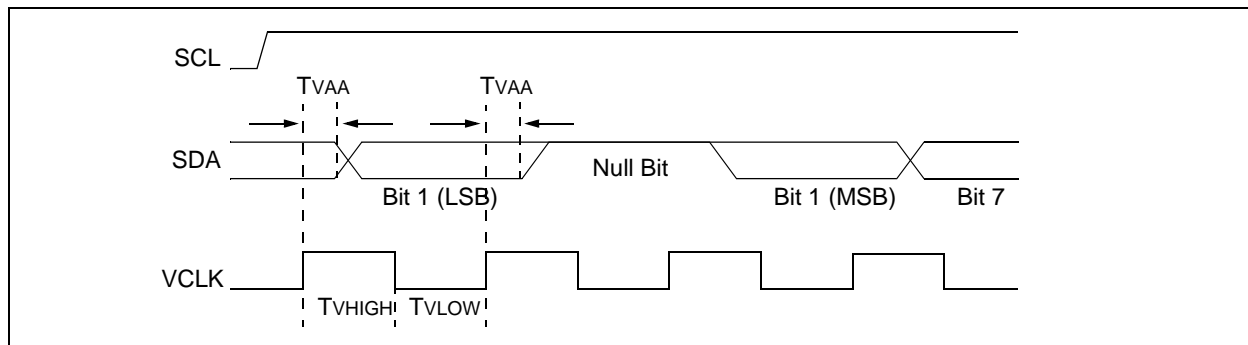 SCL
TVAA TVAA
SDA
Null Bit
Bit 1 (LSB) Bit 1 (MSB) Bit 7
VCLK
TVHIGH TVLOW